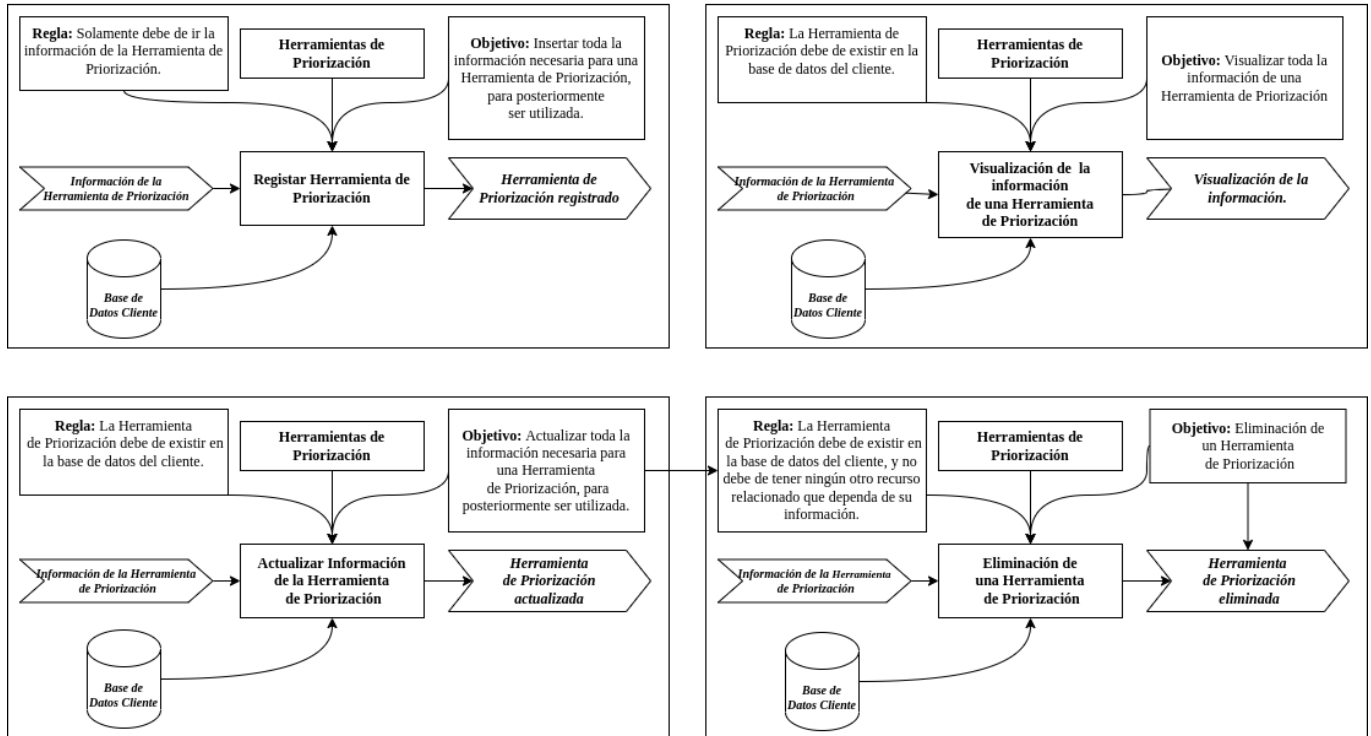 Regla: Solamente debe de ir la
información de la Herramienta de
Priorización.
Herramientas de
Priorización
Objetivo: Insertar toda la
información necesaria para una
Herramienta de Priorización,
para posteriormente
ser utilizada.
Información de la
Herramienta de Priorización
Registar Herramienta de
Priorización
Herramienta de
Priorización registrado
Base de
Datos Cliente
Regla: La Herramienta de
Priorización debe de existir en la
base de datos del cliente.
Herramientas de
Priorización
Objetivo: Visualizar toda la
información de una
Herramienta de Priorización
Información de la Herramienta
de Priorización
Visualización de la
información
de una Herramienta
de Priorización
Visualización de la
información.
Base de
Datos Cliente
Regla: La Herramienta
de Priorización debe de existir en
la base de datos del cliente.
Herramientas de
Priorización
Objetivo: Actualizar toda la
información necesaria para
una Herramienta
de Priorización, para
posteriormente ser utilizada.
Información de la Herramienta
de Priorización
Actualizar Información
de la Herramienta
de Priorización
Herramienta
de Priorización
actualizada
Base de
Datos Cliente
Regla: La Herramienta
de Priorización debe de existir en
la base de datos del cliente, y no
debe de tener ningún otro recurso
relacionado que dependa de su
información.
Herramientas de
Priorización
Objetivo: Eliminación de
un Herramienta
de Priorización
Información de la Herramienta
de Priorización
Eliminación de
una Herramienta
de Priorización
Herramienta
de Priorización
eliminada
Base de
Datos Cliente